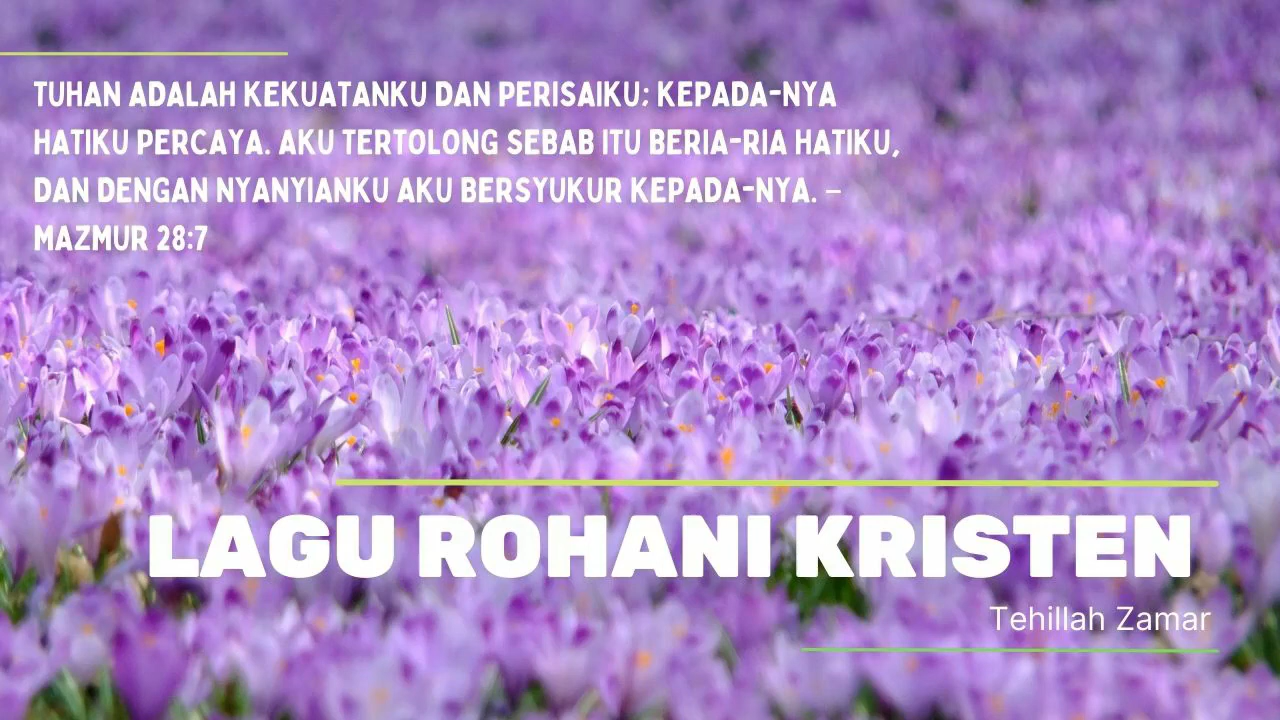 TUHAN ADALAH KEKUATANKU DAN PERISAIKU; KEPADA-NYA
HATIKU PERCAYA. AKU TERTOLONG SEBAB ITU BERIA-RIA HATIKU,
DAN DENGAN NYANYIANKU AKU BERSYUKUR KEPADA-NYA. –
MAZMUR 28:7
LAGU ROHANI KRISTEN
Tehillah Zamar